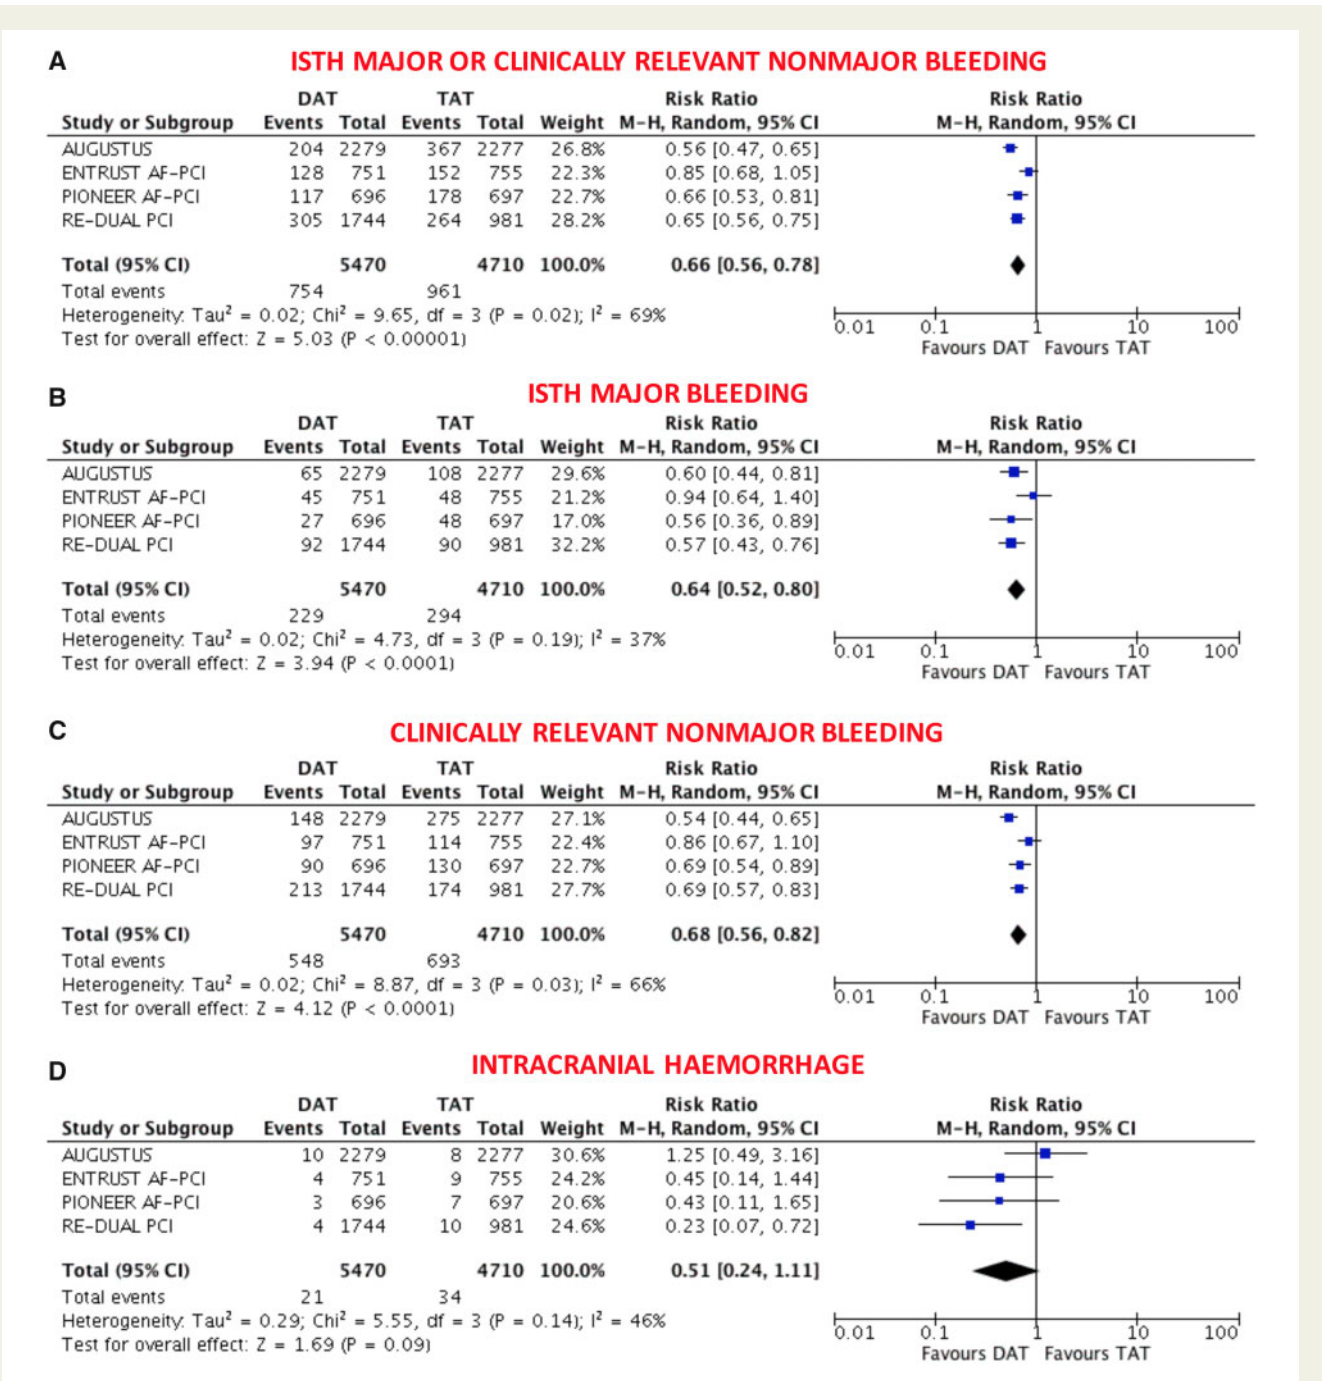 A
ISTH MAJOR OR CLINICALLY RELEVANT NONMAJOR BLEEDING
DAT TAT Risk Ratio Risk Ratio
Study or Subgroup Events Total Events Total Weight M-H, Random, 95% CI M-H, Random, 95% CI
AUGUSTUS 204 2279 367 2277 26.8% 0.56 [0.47, 0.65]
ENTRUST AF-PCI 128 751 152 755 22.3% 0.85 [0.68, 1.05]
PIONEER AF-PCI 117 696 178 697 22.7% 0.66 [0.53, 0.81]
RE-DUAL PCI 305 1744 264 981 28.2% 0.65 [0.56, 0.75]
Total (95% CI) 5470 4710 100.0% 0.66 [0.56, 0.78]
Total events 754 961
Heterogeneity: Tau² = 0.02; Chi² = 9.65, df = 3 (P = 0.02); I² = 69%
Test for overall effect: Z = 5.03 (P < 0.00001)
0.01 0.1 1 10 100
Favours DAT Favours TAT
B
ISTH MAJOR BLEEDING
DAT TAT Risk Ratio Risk Ratio
Study or Subgroup Events Total Events Total Weight M-H, Random, 95% CI M-H, Random, 95% CI
AUGUSTUS 65 2279 108 2277 29.6% 0.60 [0.44, 0.81]
ENTRUST AF-PCI 45 751 48 755 21.2% 0.94 [0.64, 1.40]
PIONEER AF-PCI 27 696 48 697 17.0% 0.56 [0.36, 0.89]
RE-DUAL PCI 92 1744 90 981 32.2% 0.57 [0.43, 0.76]
Total (95% CI) 5470 4710 100.0% 0.64 [0.52, 0.80]
Total events 229 294
Heterogeneity: Tau² = 0.02; Chi² = 4.73, df = 3 (P = 0.19); I² = 37%
Test for overall effect: Z = 3.94 (P < 0.0001)
0.01 0.1 1 10 100
Favours DAT Favours TAT
C
CLINICALLY RELEVANT NONMAJOR BLEEDING
DAT TAT Risk Ratio Risk Ratio
Study or Subgroup Events Total Events Total Weight M-H, Random, 95% CI M-H, Random, 95% CI
AUGUSTUS 148 2279 275 2277 27.1% 0.54 [0.44, 0.65]
ENTRUST AF-PCI 97 751 114 755 22.4% 0.86 [0.67, 1.10]
PIONEER AF-PCI 90 696 130 697 22.7% 0.69 [0.54, 0.89]
RE-DUAL PCI 213 1744 174 981 27.7% 0.69 [0.57, 0.83]
Total (95% CI) 5470 4710 100.0% 0.68 [0.56, 0.82]
Total events 548 693
Heterogeneity: Tau² = 0.02; Chi² = 8.87, df = 3 (P = 0.03); I² = 66%
Test for overall effect: Z = 4.12 (P < 0.0001)
0.01 0.1 1 10 100
Favours DAT Favours TAT
D
INTRACRANIAL HAEMORRHAGE
DAT TAT Risk Ratio Risk Ratio
Study or Subgroup Events Total Events Total Weight M-H, Random, 95% CI M-H, Random, 95% CI
AUGUSTUS 10 2279 8 2277 30.6% 1.25 [0.49, 3.16]
ENTRUST AF-PCI 4 751 9 755 24.2% 0.45 [0.14, 1.44]
PIONEER AF-PCI 3 696 7 697 20.6% 0.43 [0.11, 1.65]
RE-DUAL PCI 4 1744 10 981 24.6% 0.23 [0.07, 0.72]
Total (95% CI) 5470 4710 100.0% 0.51 [0.24, 1.11]
Total events 21 34
Heterogeneity: Tau² = 0.29; Chi² = 5.55, df = 3 (P = 0.14); I² = 46%
Test for overall effect: Z = 1.69 (P = 0.09)
0.01 0.1 1 10 100
Favours DAT Favours TAT